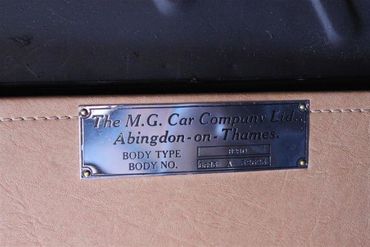 The M.G. Car Company Ltd.
Abingdon-on-Thames.
BODY TYPE
BODY NO.